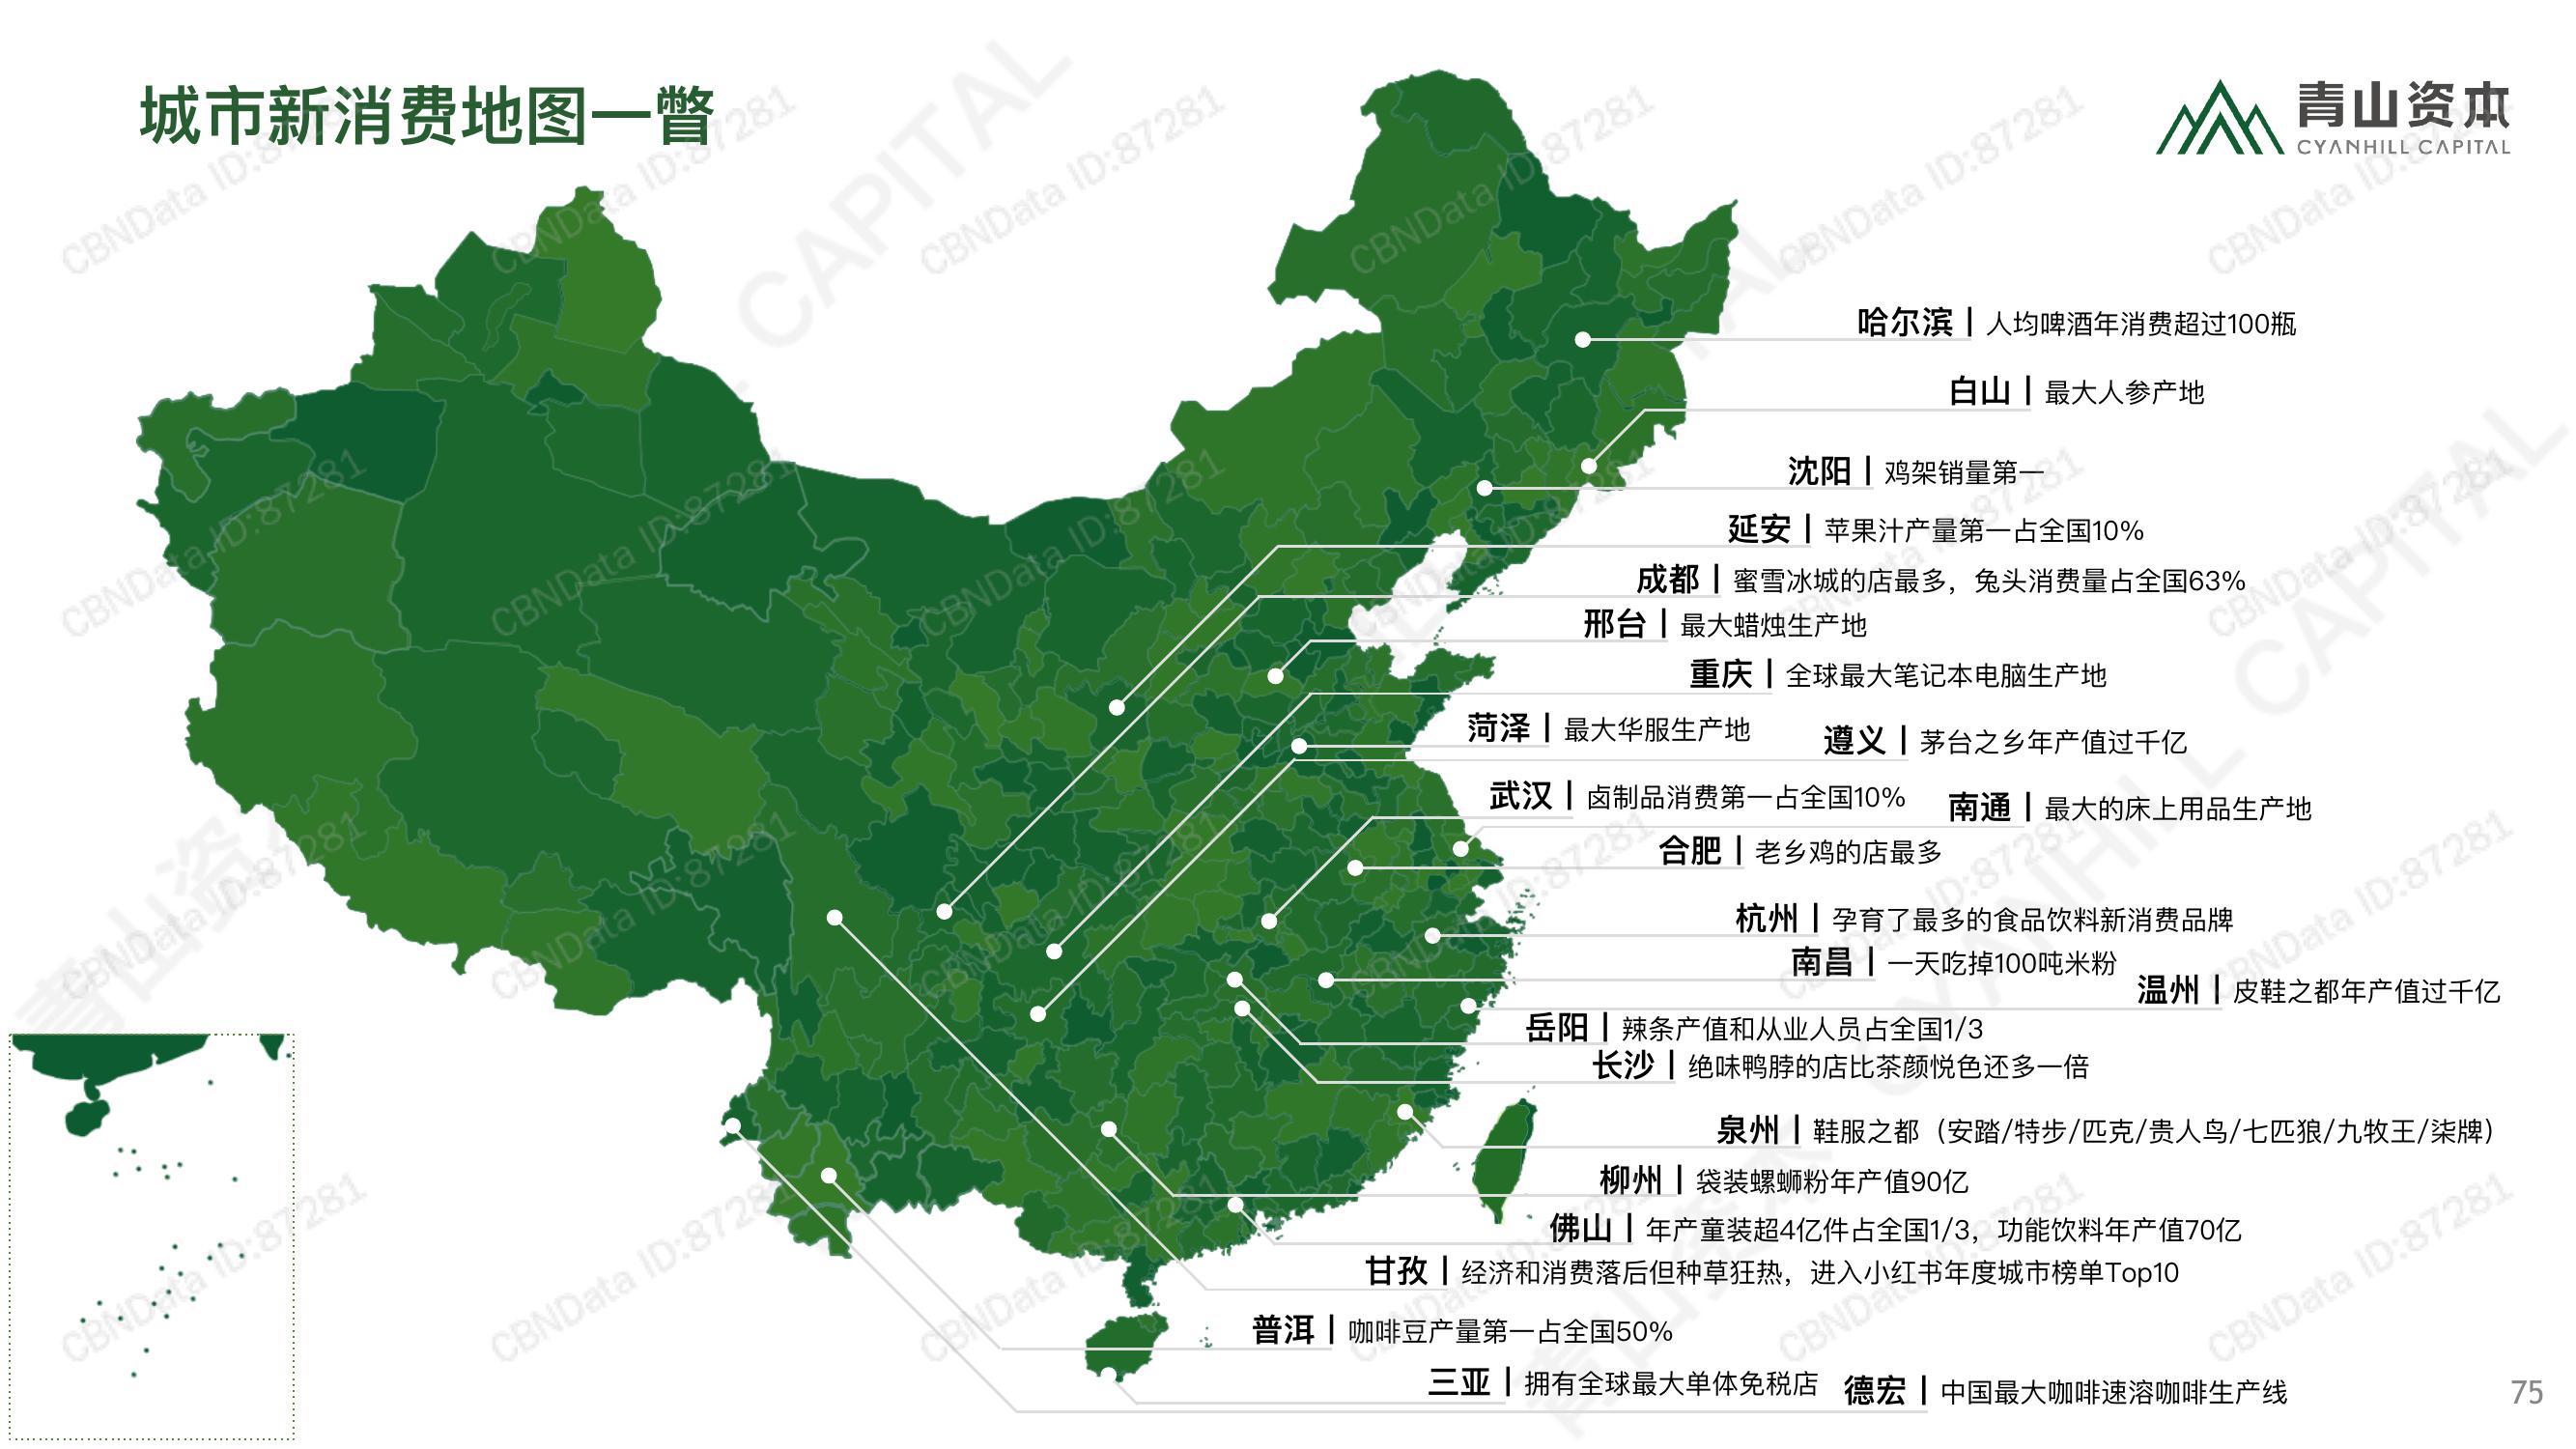 城市新消费地图一瞥
青山资本
CYANHILL CAPITAL
哈尔滨 | 人均啤酒年消费超过100瓶
白山 | 最大人参产地
沈阳 | 鸡架销量第一
延安 | 苹果汁产量第一占全国10%
成都 | 蜜雪冰城的店最多，兔头消费量占全国63%
邢台 | 最大蜡烛生产地
重庆 | 全球最大笔记本电脑生产地
菏泽 | 最大华服生产地
遵义 | 茅台之乡年产值过千亿
武汉 | 卤制品消费第一占全国10%
南通 | 最大的床上用品生产地
合肥 | 老乡鸡的店最多
杭州 | 孕育了最多的食品饮料新消费品牌
南昌 | 一天吃掉100吨米粉
温州 | 皮鞋之都年产值过千亿
岳阳 | 辣条产值和从业人员占全国1/3
长沙 | 绝味鸭脖的店比茶颜悦色还多一倍
泉州 | 鞋服之都（安踏/特步/匹克/贵人鸟/七匹狼/九牧王/柒牌）
柳州 | 袋装螺蛳粉年产值90亿
佛山 | 年产童装超4亿件占全国1/3，功能饮料年产值70亿
甘孜 | 经济和消费落后但种草狂热，进入小红书年度城市榜单Top10
普洱 | 咖啡豆产量第一占全国50%
三亚 | 拥有全球最大单体免税店
德宏 | 中国最大咖啡速溶咖啡生产线
75
CBNData ID:87281
青山资本 CYANHILL CAPITAL